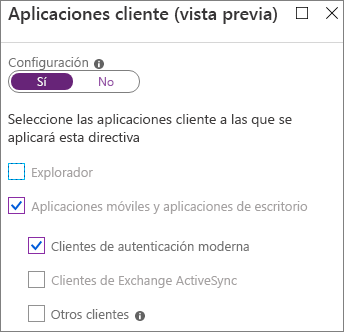 Aplicaciones cliente (vista previa)
Configuración
Sí No
Seleccione las aplicaciones cliente a las que se
aplicará esta directiva
Explorador
Aplicaciones móviles y aplicaciones de escritorio
Clientes de autenticación moderna
Clientes de Exchange ActiveSync
Otros clientes